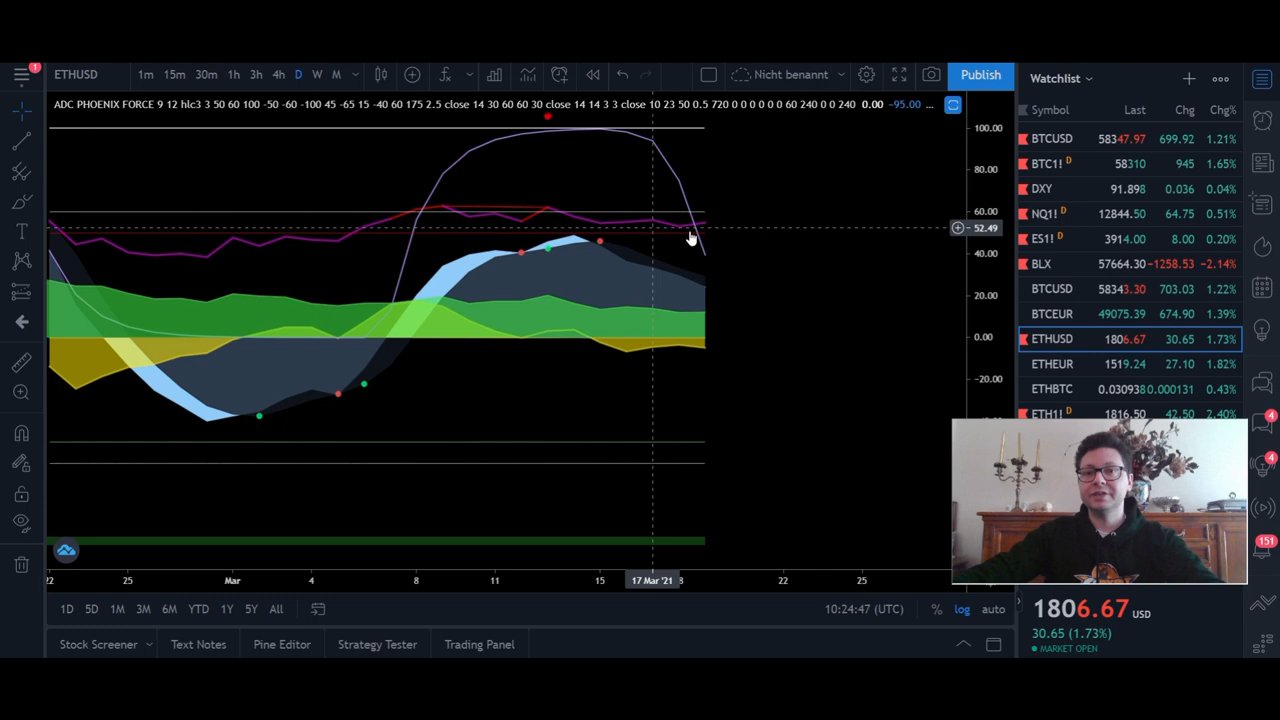 1
ETHUSD 1m 15m 30m 1h 3h 4h D W M Nicht benannt Publish
Watchlist
ADC PHOENIX FORCE 9 12 hlc3 3 50 60 100 -50 -60 -100 45 -65 15 -40 60 175 2.5 close 14 30 60 60 30 close 14 14 3 3 close 10 23 50 0.5 720 0 0 0 0 0 60 240 0 0 240 0.00 -95.00 ...
Symbol Last Chg Chg%
BTCUSD 58347.97 699.92 1.21%
BTC1! D 58310 945 1.65%
DXY 91.898 0.036 0.04%
NQ1! D 12844.50 64.75 0.51%
ES1! D 3914.00 8.00 0.20%
BLX 57664.30 -1258.53 -2.14%
BTCUSD 58343.30 703.03 1.22%
BTCEUR 49075.39 674.90 1.39%
ETHUSD 1806.67 30.65 1.73%
ETHEUR 1519.24 27.10 1.82%
ETHBTC 0.030938 0.000131 0.43%
ETH1! D 1816.50 42.50 2.40%
100.00
80.00
60.00
52.49
40.00
20.00
0.00
-20.00
4
4
151
22 25 Mar 4 8 11 15 17 Mar '21 8 22 25
1D 5D 1M 3M 6M YTD 1Y 5Y All 10:24:47 (UTC) % log auto
1806.67 USD
30.65 (1.73%)
MARKET OPEN
Stock Screener Text Notes Pine Editor Strategy Tester Trading Panel